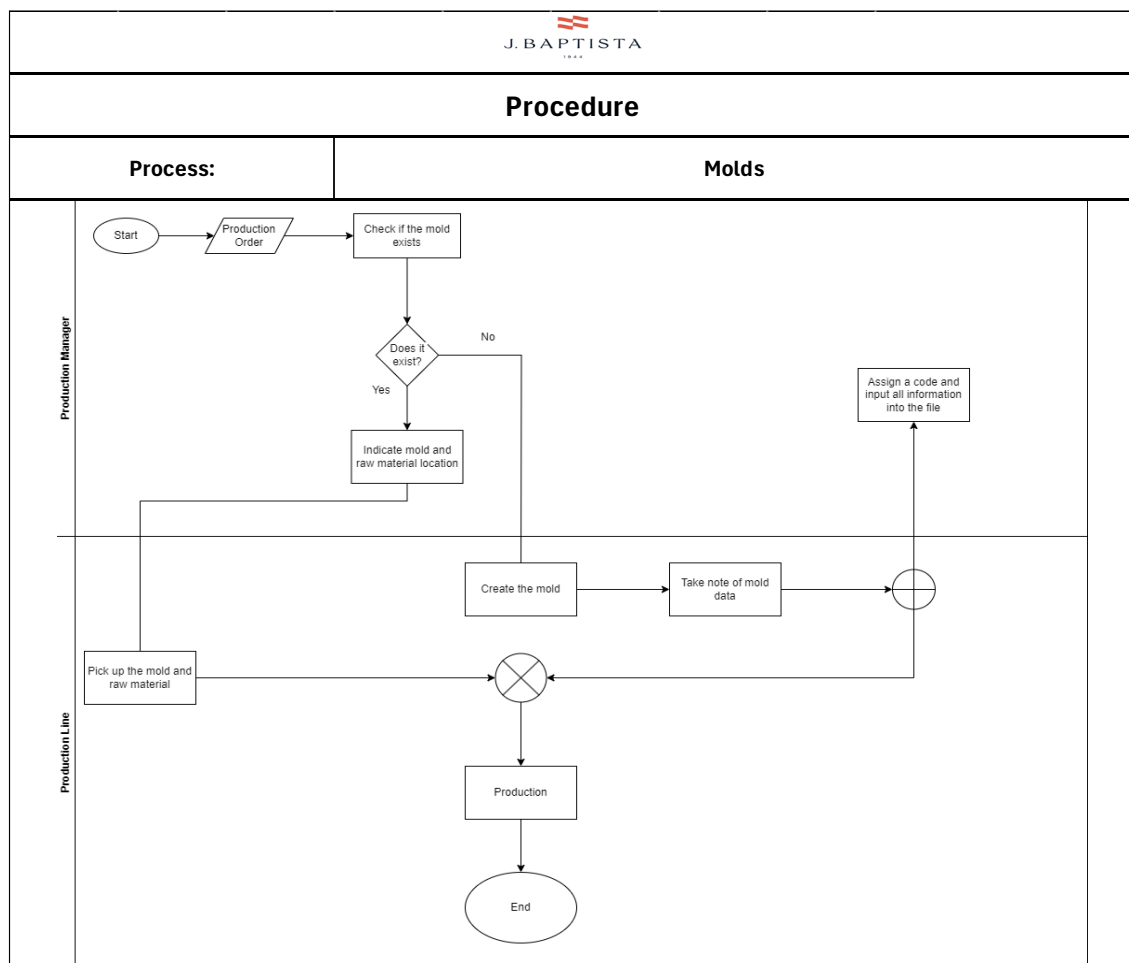 J. BAPTISTA
1944
Procedure
Process:
Molds
Production Manager
Start
Production
Order
Check if the mold
exists
Does it
exist?
No
Yes
Indicate mold and
raw material location
Assign a code and
input all information
into the file
Production Line
Create the mold
Take note of mold
data
Pick up the mold and
raw material
Production
End